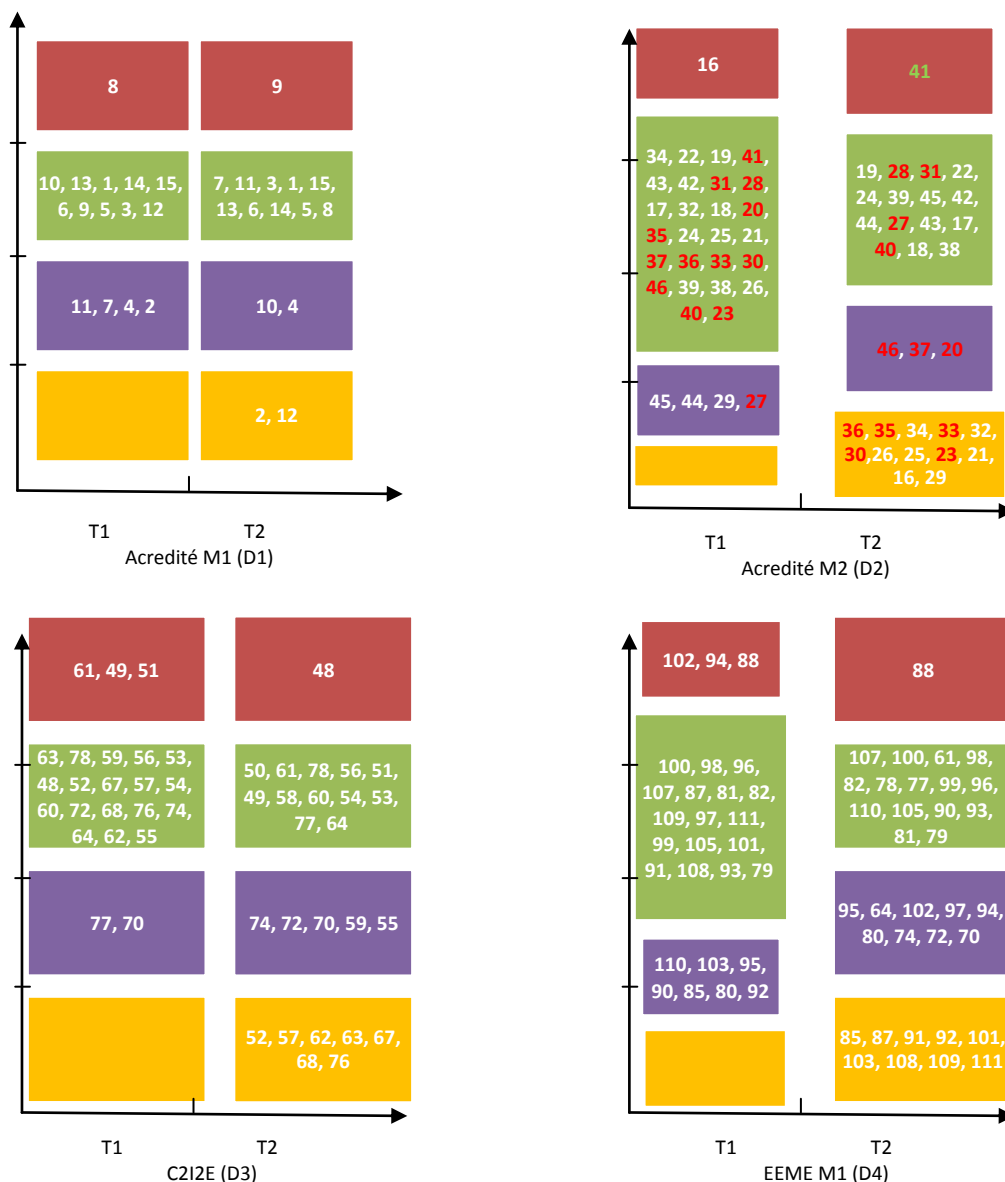 8
9
10, 13, 1, 14, 15,
6, 9, 5, 3, 12
7, 11, 3, 1, 15,
13, 6, 14, 5, 8
11, 7, 4, 2
10, 4
2, 12
T1
T2
Acredité M1 (D1)
16
41
34, 22, 19, 41,
43, 42, 31, 28,
17, 32, 18, 20,
35, 24, 25, 21,
37, 36, 33, 30,
46, 39, 38, 26,
40, 23
19, 28, 31, 22,
24, 39, 45, 42,
44, 27, 43, 17,
40, 18, 38
45, 44, 29, 27
46, 37, 20
36, 35, 34, 33, 32,
30,26, 25, 23, 21,
16, 29
T1
T2
Acredité M2 (D2)
61, 49, 51
48
63, 78, 59, 56, 53,
48, 52, 67, 57, 54,
60, 72, 68, 76, 74,
64, 62, 55
50, 61, 78, 56, 51,
49, 58, 60, 54, 53,
77, 64
77, 70
74, 72, 70, 59, 55
52, 57, 62, 63, 67,
68, 76
T1
T2
C2I2E (D3)
102, 94, 88
88
100, 98, 96,
107, 87, 81, 82,
109, 97, 111,
99, 105, 101,
91, 108, 93, 79
107, 100, 61, 98,
82, 78, 77, 99, 96,
110, 105, 90, 93,
81, 79
110, 103, 95,
90, 85, 80, 92
95, 64, 102, 97, 94,
80, 74, 72, 70
85, 87, 91, 92, 101,
103, 108, 109, 111
T1
T2
EEME M1 (D4)